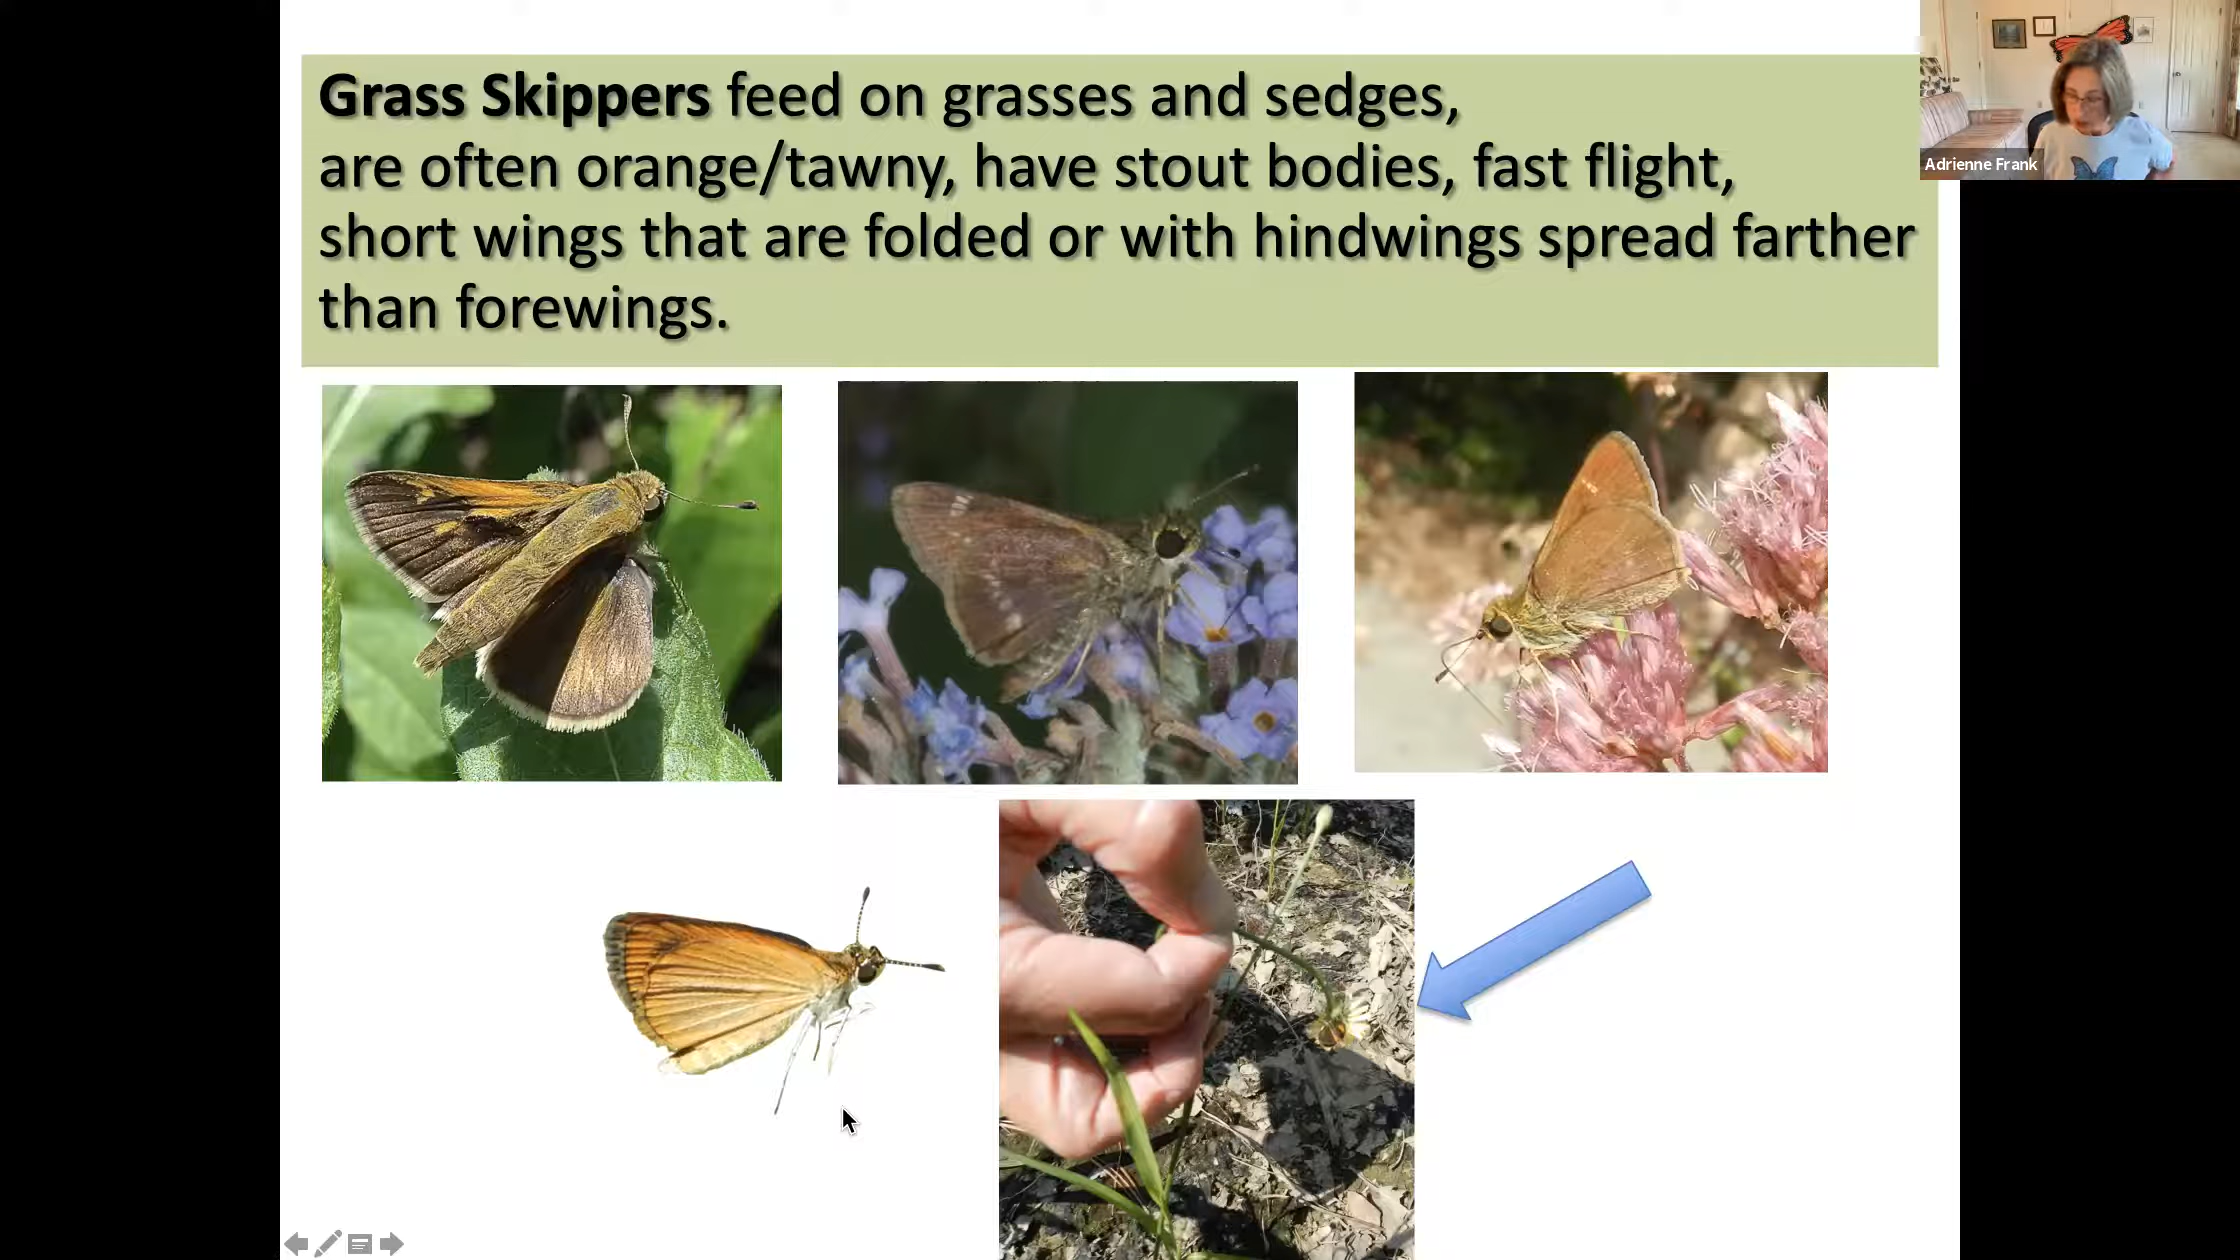 Grass Skippers feed on grasses and sedges,
are often orange/tawny, have stout bodies, fast flight,
short wings that are folded or with hindwings spread farther
than forewings.
Adrienne Frank